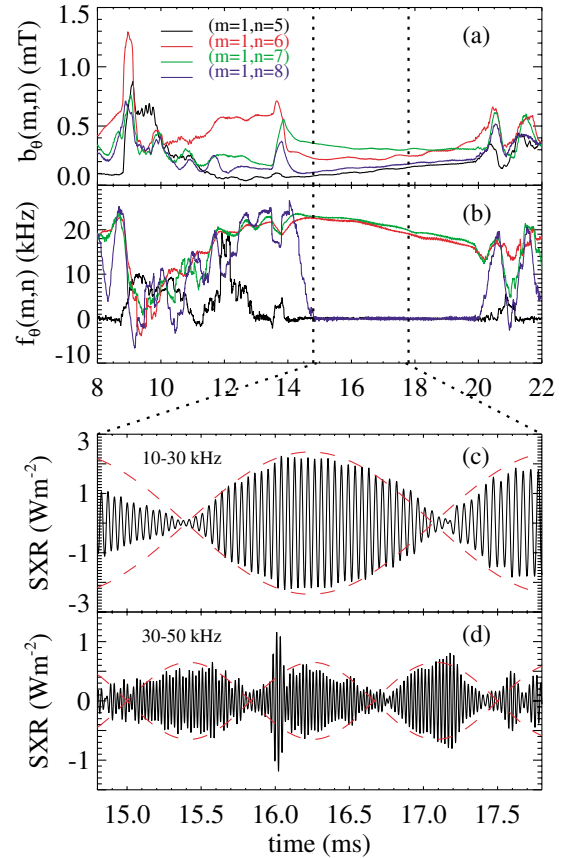 (m=1,n=5)
(m=1,n=6)
(m=1,n=7)
(m=1,n=8)
(a)
b_θ(m,n) (mT)
1.5
1.0
0.5
0.0
(b)
f_θ(m,n) (kHz)
20
10
0
-10
8 10 12 14 16 18 20 22
10-30 kHz
(c)
SXR (Wm⁻²)
3
1
-1
-3
30-50 kHz
(d)
SXR (Wm⁻²)
1
0
-1
15.0 15.5 16.0 16.5 17.0 17.5
time (ms)